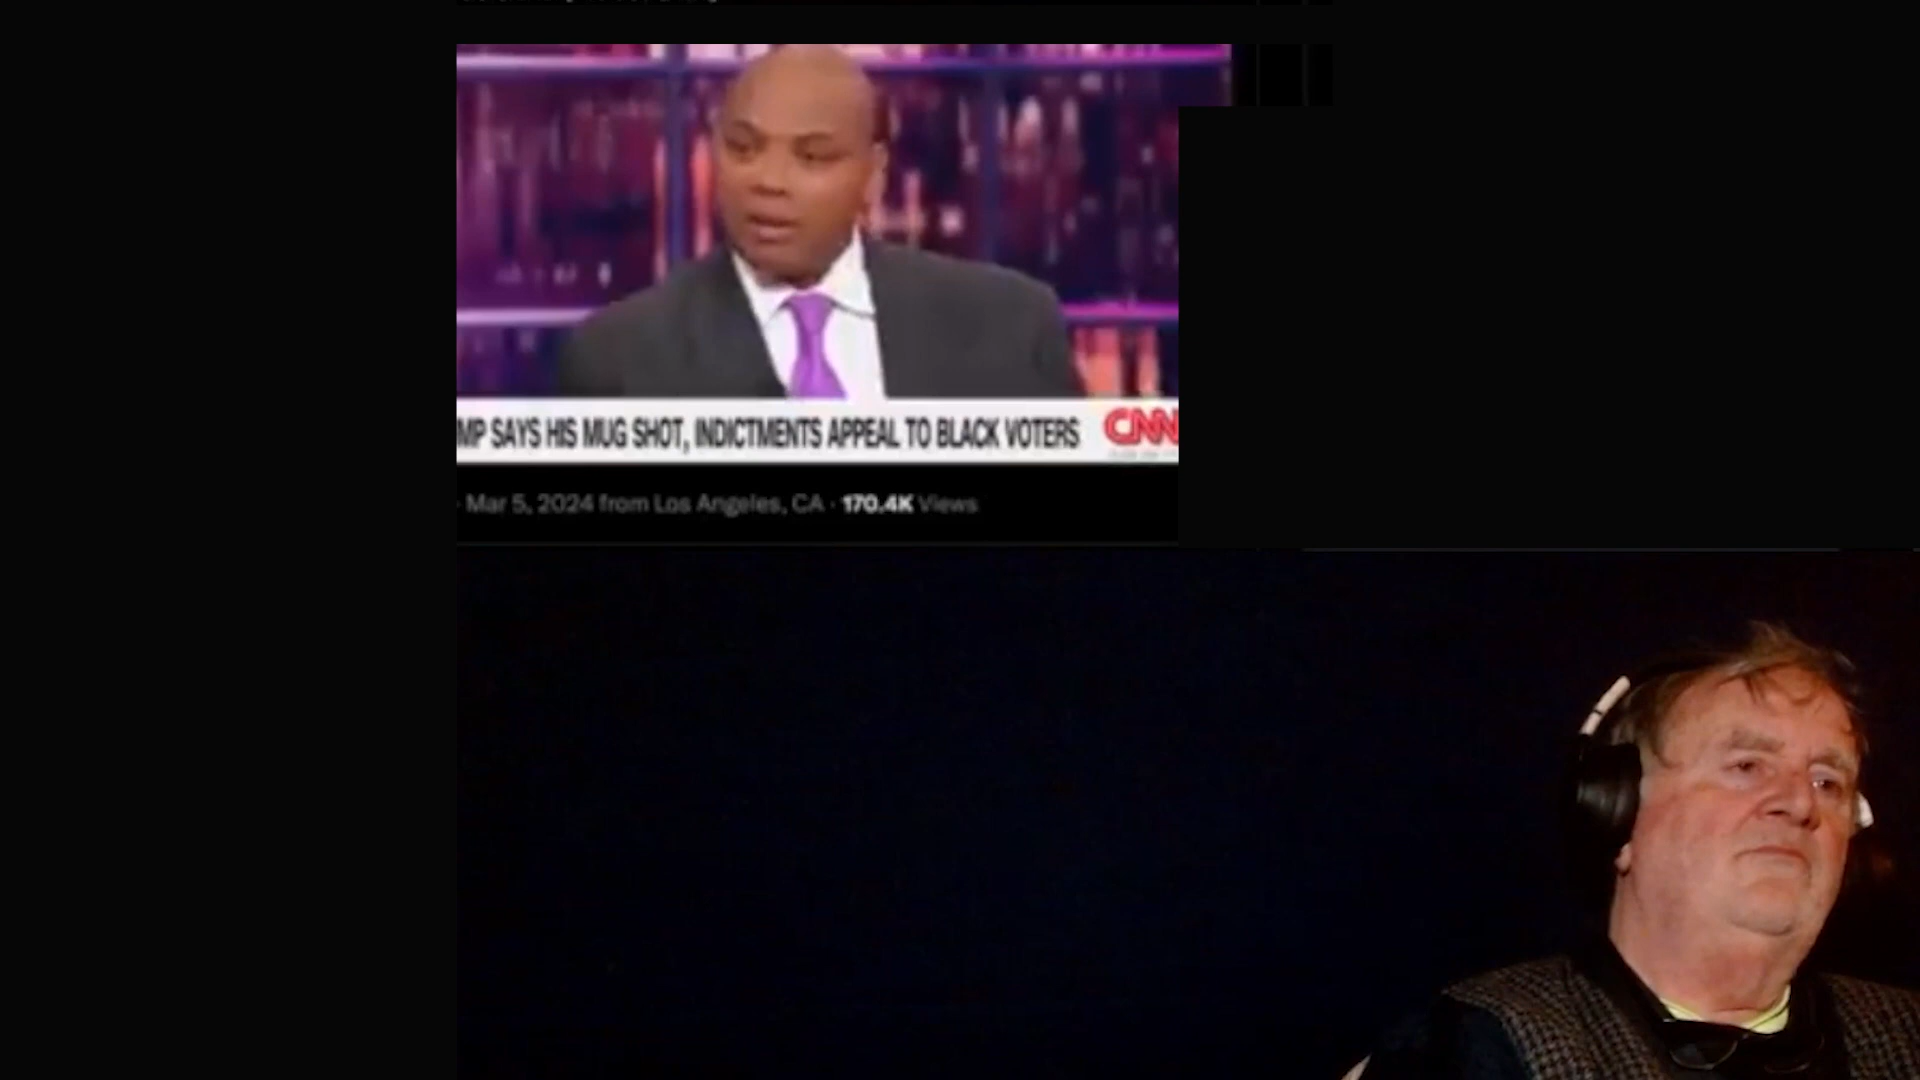 MP SAYS HIS MUG SHOT, INDICTMENTS APPEAL TO BLACK VOTERS
CNN
· Mar 5, 2024 from Los Angeles, CA · 170.4K Views